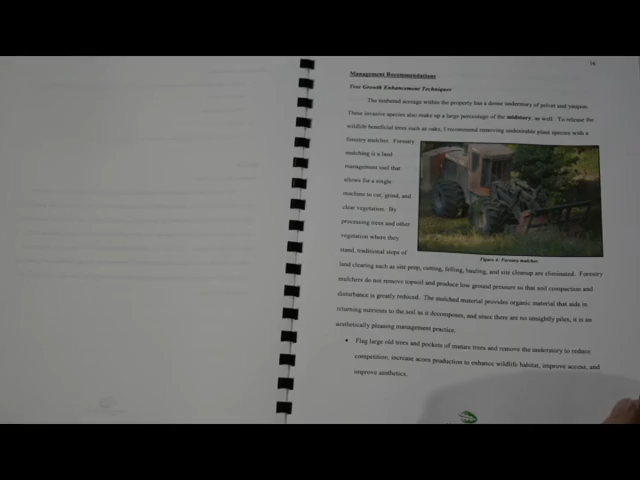 16
Management Recommendations
Tree Growth Enhancement Techniques
The timbered acreage within the property has a dense understory of privet and yaupon.
These invasive species also make up a large percentage of the midstory, as well. To release the
wildlife beneficial trees such as oaks, I recommend removing undesirable plant species with a
forestry mulcher. Forestry
mulching is a land
management tool that
allows for a single
machine to cut, grind, and
clear vegetation. By
processing trees and other
vegetation where they
stand, traditional steps of
Figure 6: Forestry mulcher.
land clearing such as site prep, cutting, felling, hauling, and site cleanup are eliminated. Forestry
mulchers do not remove topsoil and produce low ground pressure so that soil compaction and
disturbance is greatly reduced. The mulched material provides organic material that aids in
returning nutrients to the soil as it decomposes, and since there are no unsightly piles, it is an
aesthetically pleasing management practice.
• Flag large old trees and pockets of mature trees and remove the understory to reduce
competition, increase acorn production to enhance wildlife habitat, improve access, and
improve aesthetics.